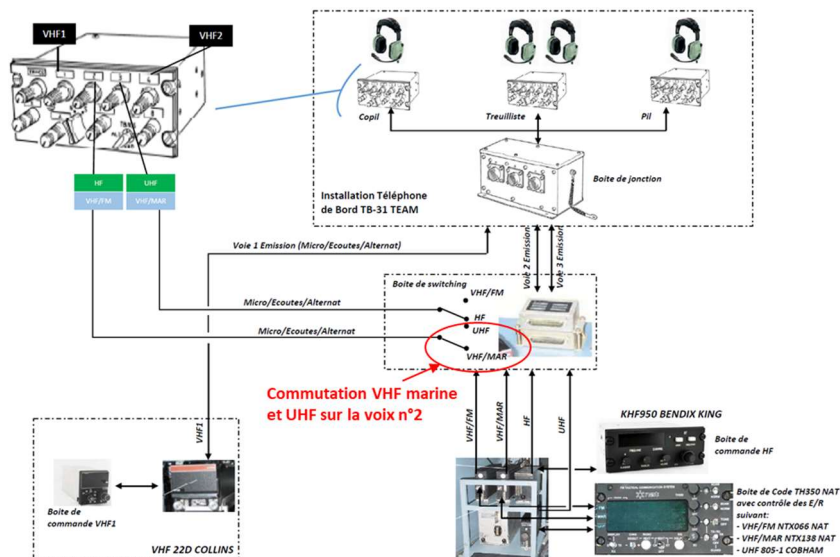 VHF1
VHF2
HF
UHF
VHF/FM
VHF/MAR
Copil
Treuilliste
Pil
Boite de jonction
Installation Téléphone
de Bord TB-31 TEAM
Voie 1 Emission (Micro/Ecoutes/Alternat)
Voie 2 Emission
Voie 3 Emission
Boite de switching
VHF/FM
HF
UHF
VHF/MAR
Micro/Ecoutes/Alternat
Micro/Ecoutes/Alternat
Commutation VHF marine
et UHF sur la voix n°2
VHF1
VHF/FM
VHF/MAR
HF
UHF
KHF950 BENDIX KING
Boite de
commande HF
Boite de
commande VHF1
VHF 22D COLLINS
Boite de Code TH350 NAT
avec contrôle des E/R
suivant:
- VHF/FM NTX066 NAT
- VHF/MAR NTX138 NAT
- UHF 805-1 COBHAM